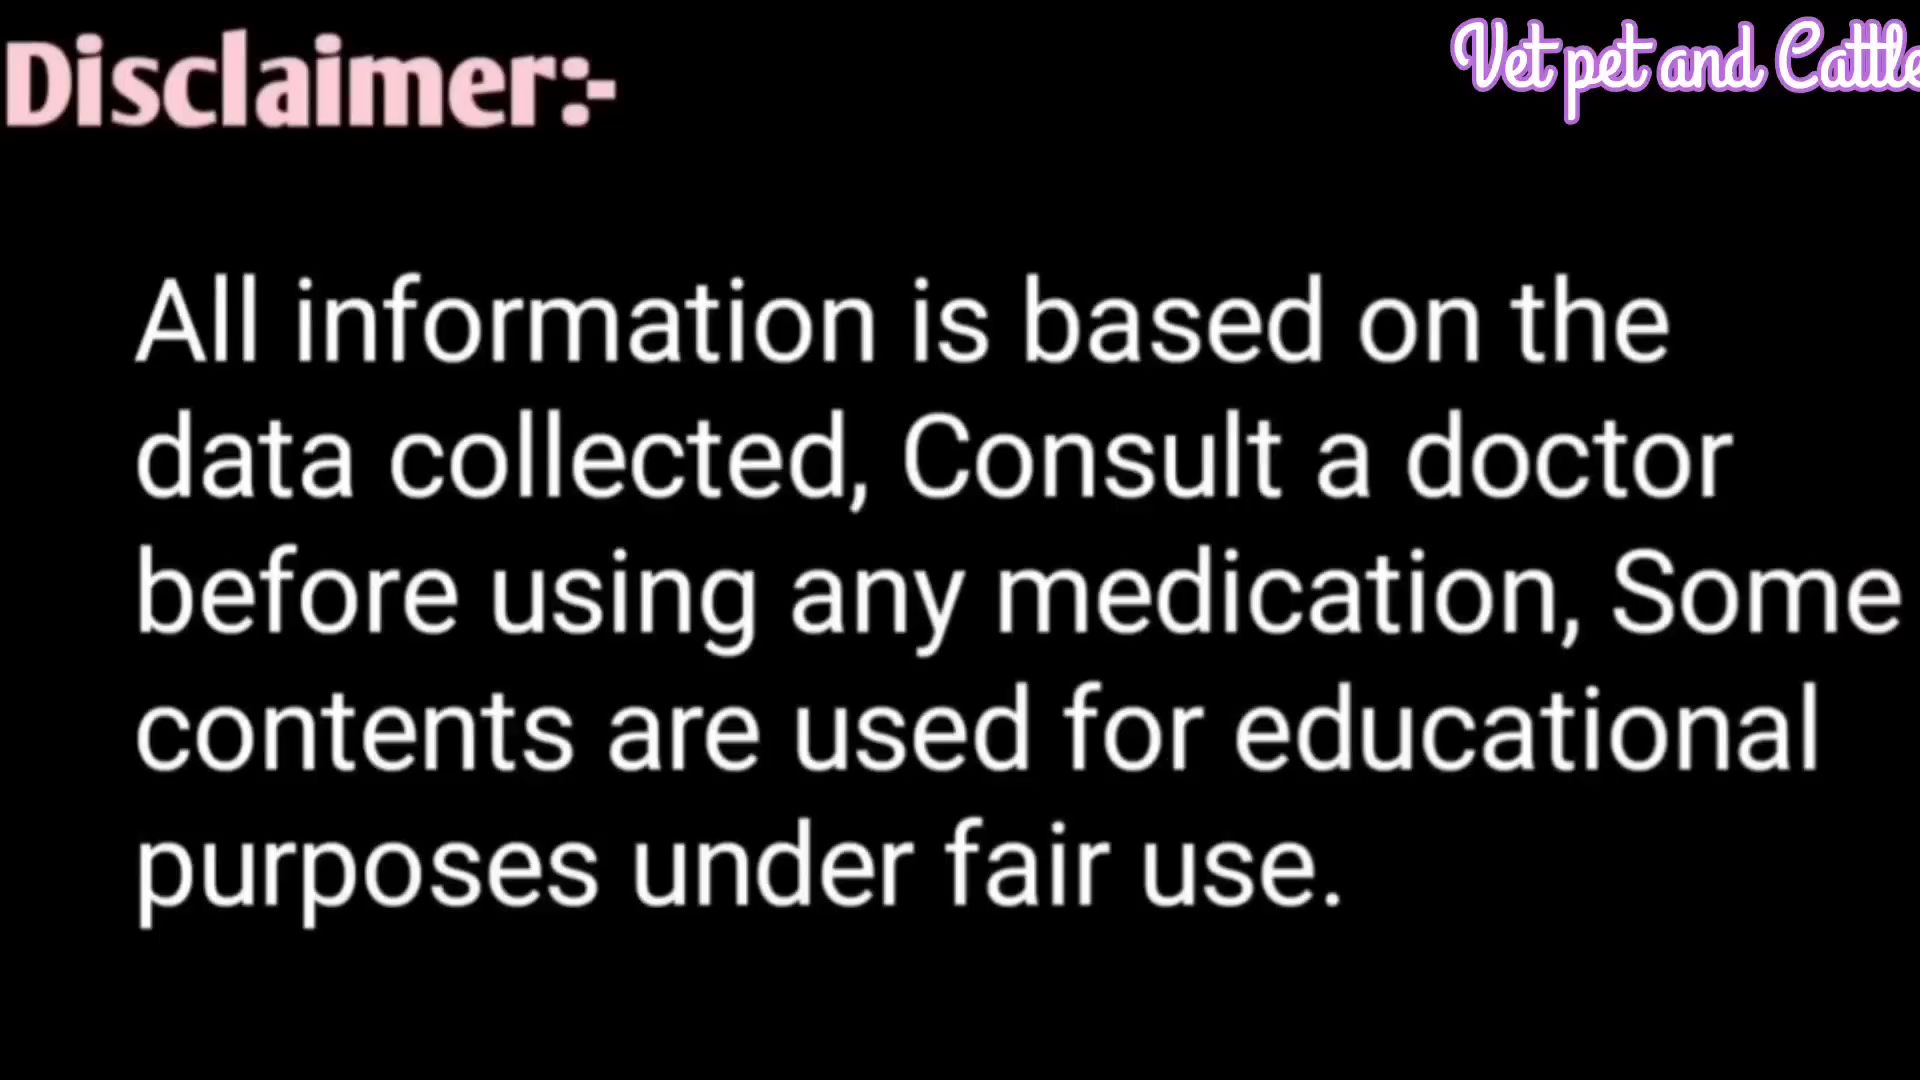 Disclaimer:-
Vet pet and Cattle
All information is based on the
data collected, Consult a doctor
before using any medication, Some
contents are used for educational
purposes under fair use.